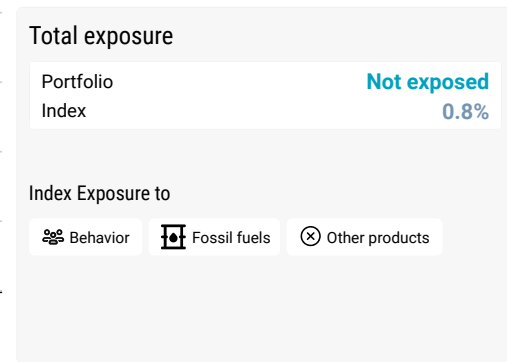 Total exposure
Portfolio Not exposed
Index 0.8%
Index Exposure to
Behavior Fossil fuels Other products